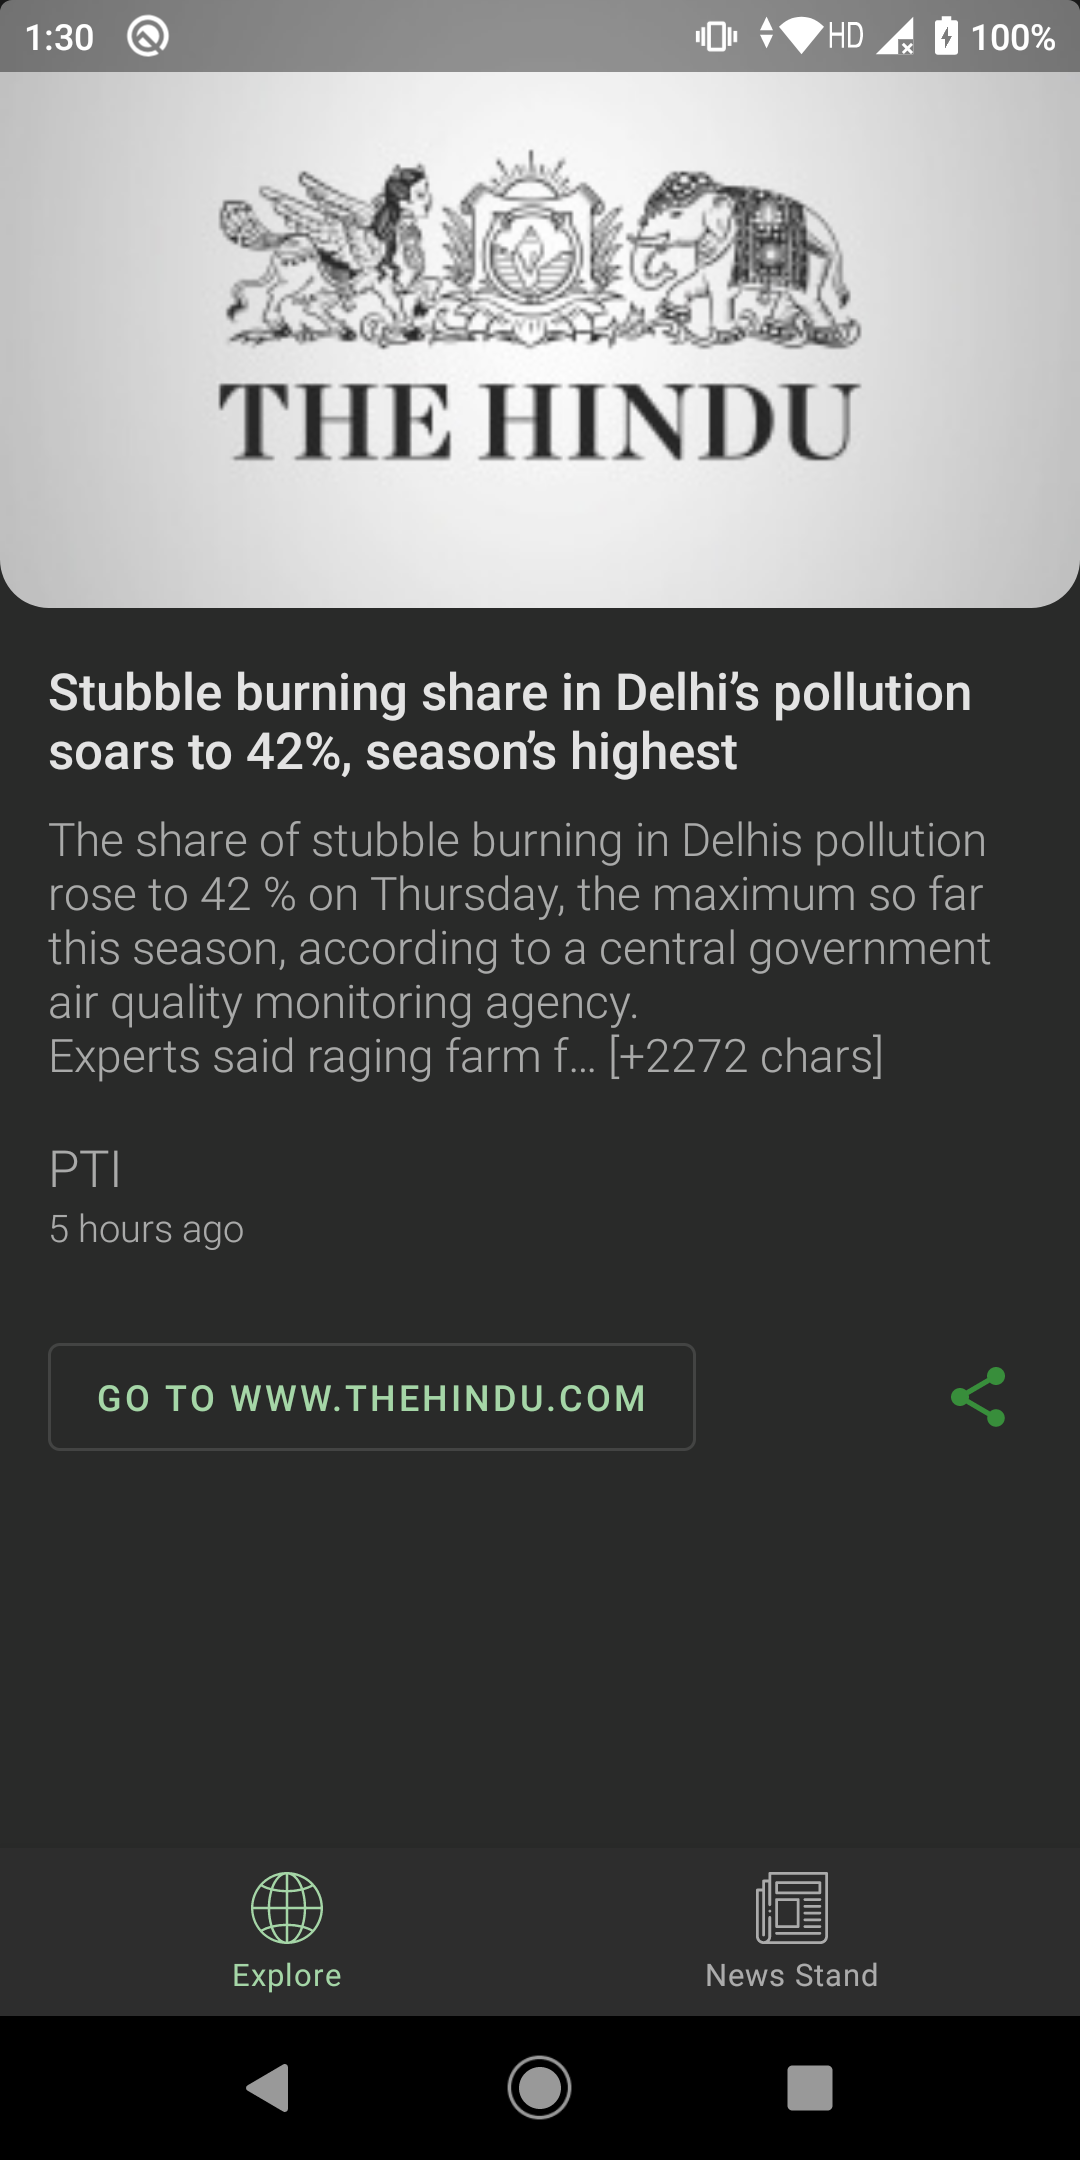 1:30
HD
100%
THE HINDU
Stubble burning share in Delhi’s pollution
soars to 42%, season’s highest
The share of stubble burning in Delhis pollution
rose to 42 % on Thursday, the maximum so far
this season, according to a central government
air quality monitoring agency.
Experts said raging farm f… [+2272 chars]
PTI
5 hours ago
GO TO WWW.THEHINDU.COM
Explore
News Stand